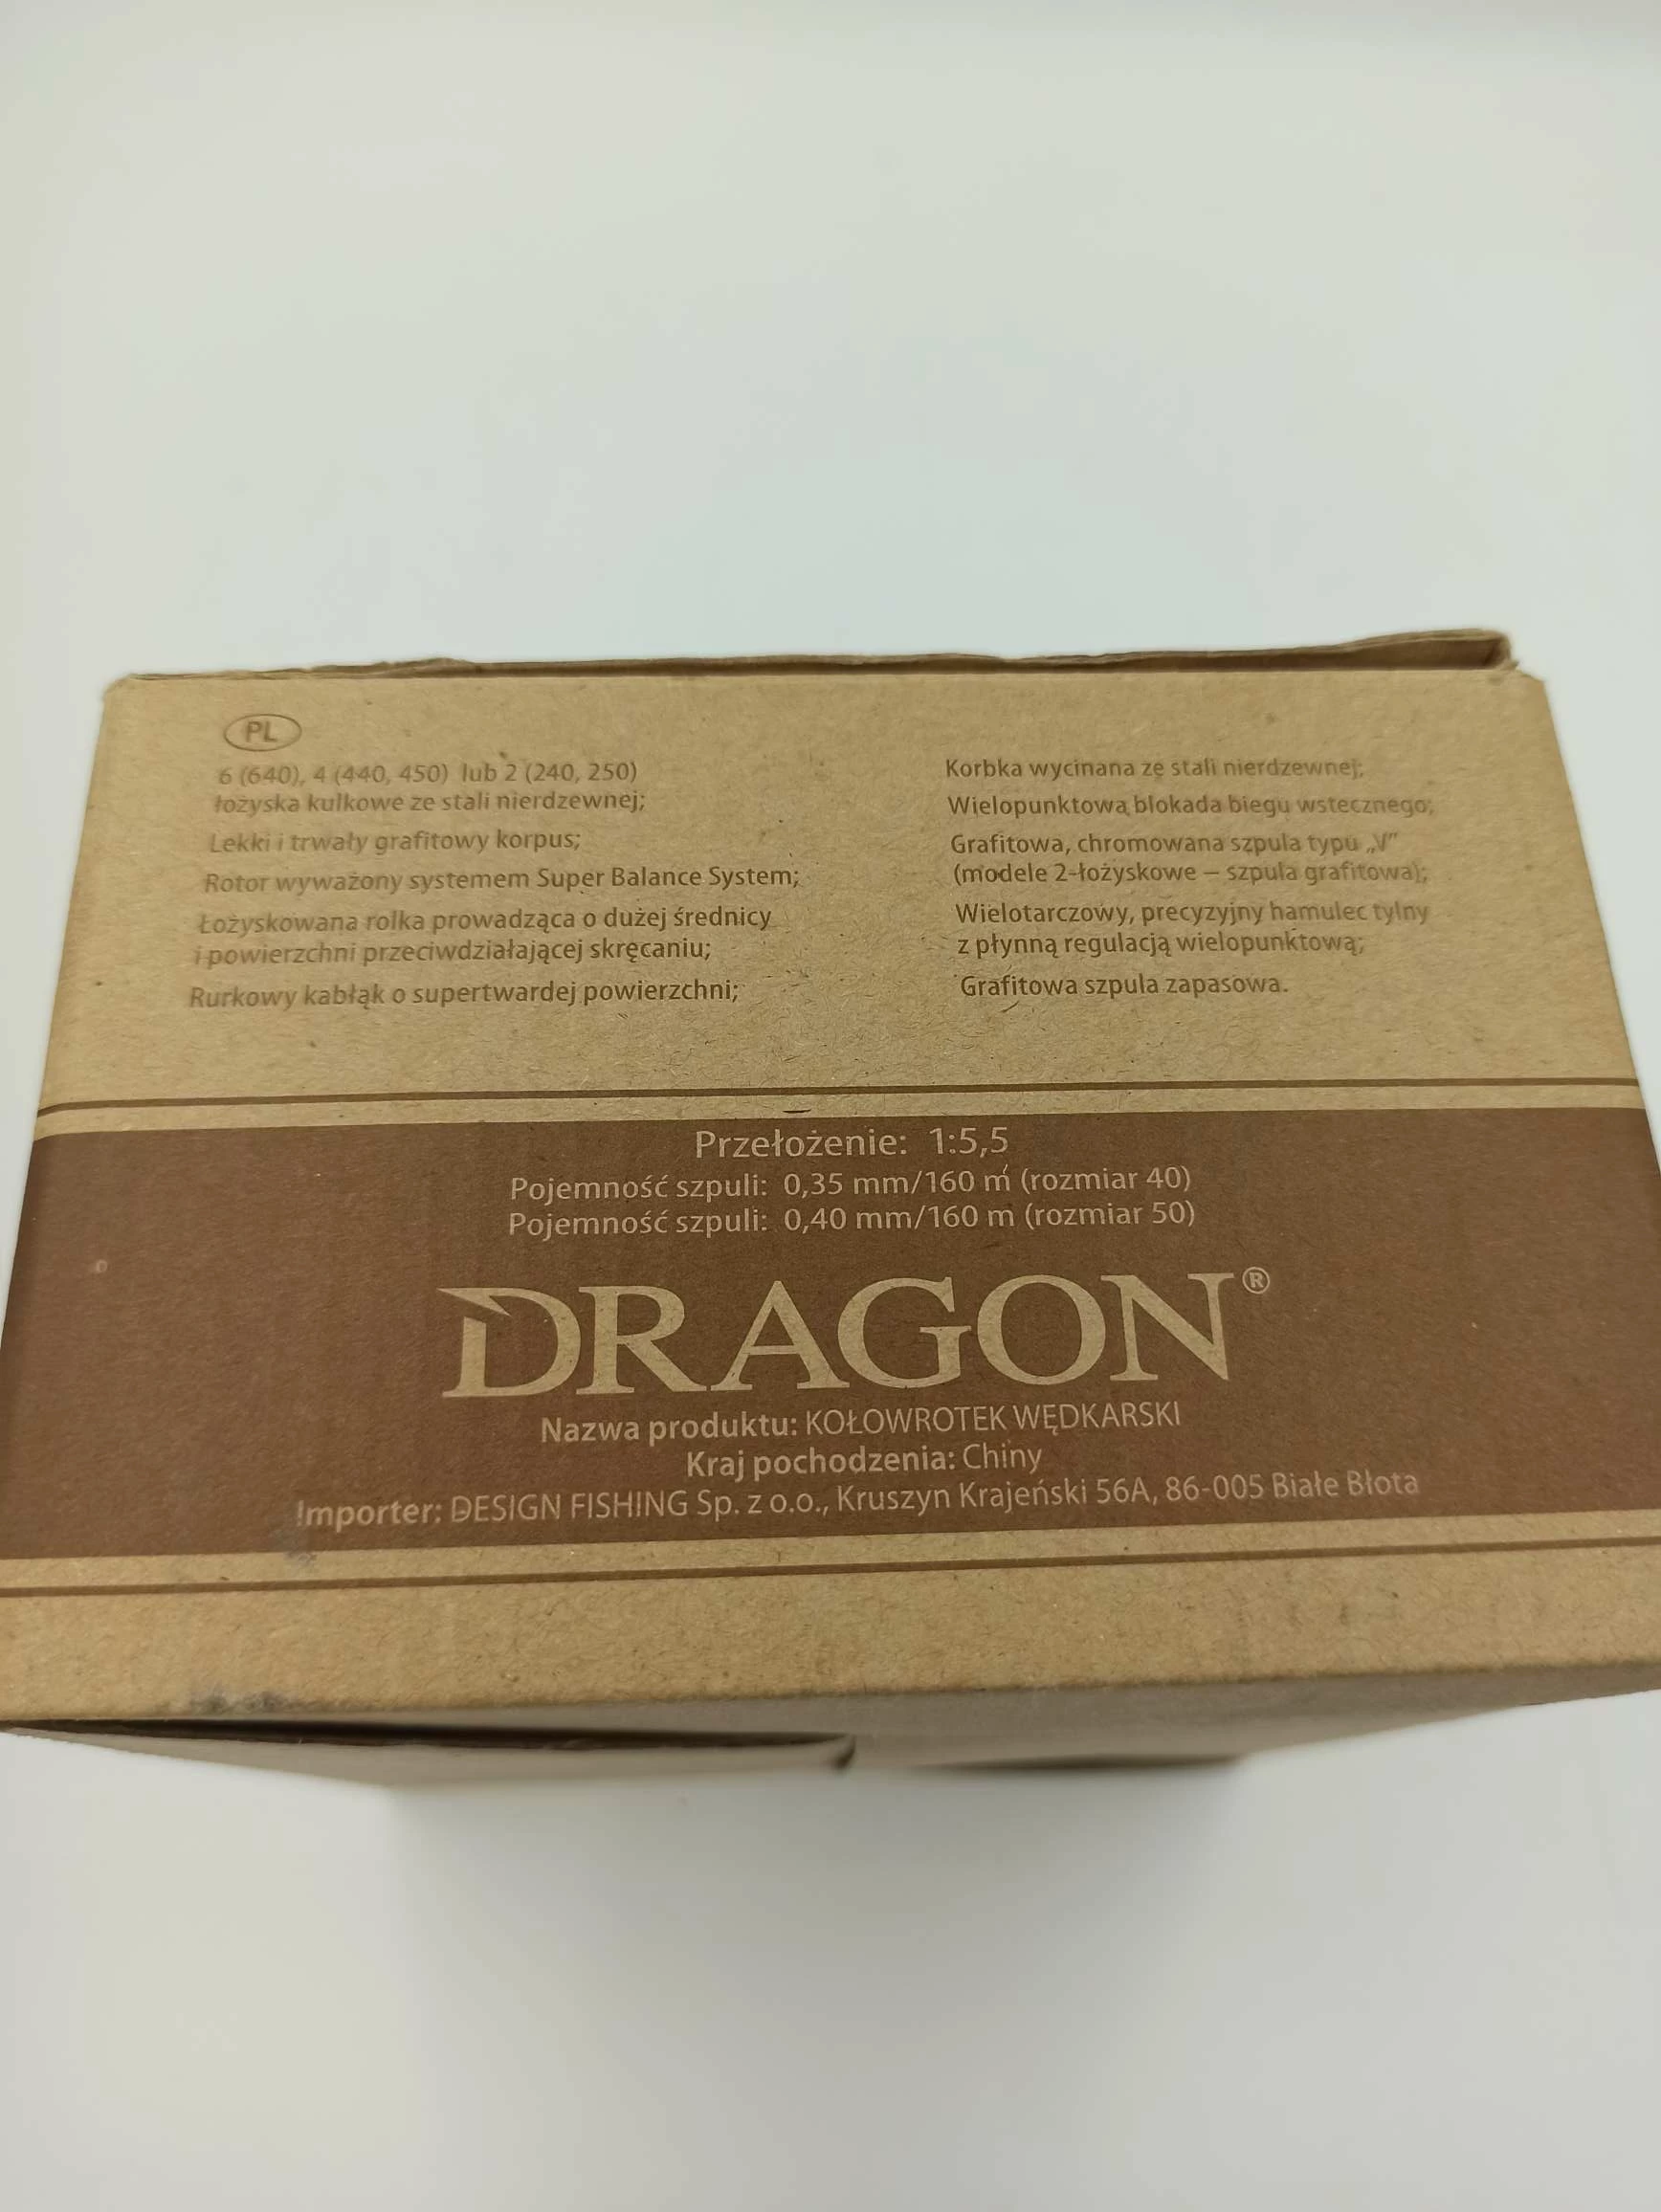 PL
6 (640), 4 (440, 450) lub 2 (240, 250)
łożyska kulkowe ze stali nierdzewnej;
Lekki i trwały grafitowy korpus;
Rotor wyważony systemem Super Balance System;
Łożyskowana rolka prowadząca o dużej średnicy
i powierzchni przeciwdziałającej skręcaniu;
Rurkowy kabłąk o supertwardej powierzchni;
Korbka wycinana ze stali nierdzewnej;
Wielopunktowa blokada biegu wstecznego;
Grafitowa, chromowana szpula typu „V”
(modele 2-łożyskowe – szpula grafitowa);
Wielotarczowy, precyzyjny hamulec tylny
z płynną regulacją wielopunktową;
Grafitowa szpula zapasowa.
Przełożenie: 1:5,5
Pojemność szpuli: 0,35 mm/160 m (rozmiar 40)
Pojemność szpuli: 0,40 mm/160 m (rozmiar 50)
DRAGON®
Nazwa produktu: KOŁOWROTEK WĘDKARSKI
Kraj pochodzenia: Chiny
Importer: DESIGN FISHING Sp. z o.o., Kruszyn Krajeński 56A, 86-005 Białe Błota